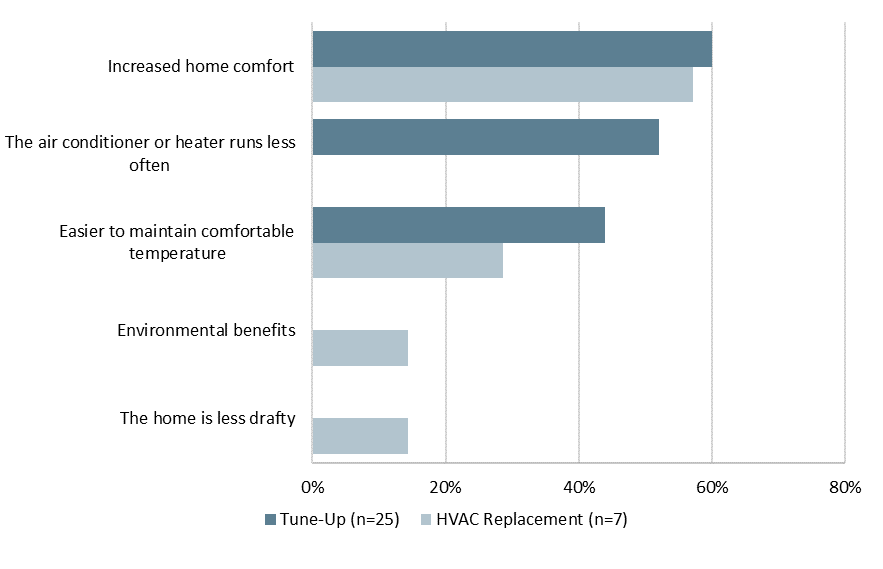 Increased home comfort
The air conditioner or heater runs less
often
Easier to maintain comfortable
temperature
Environmental benefits
The home is less drafty
0% 20% 40% 60% 80%
Tune-Up (n=25) HVAC Replacement (n=7)